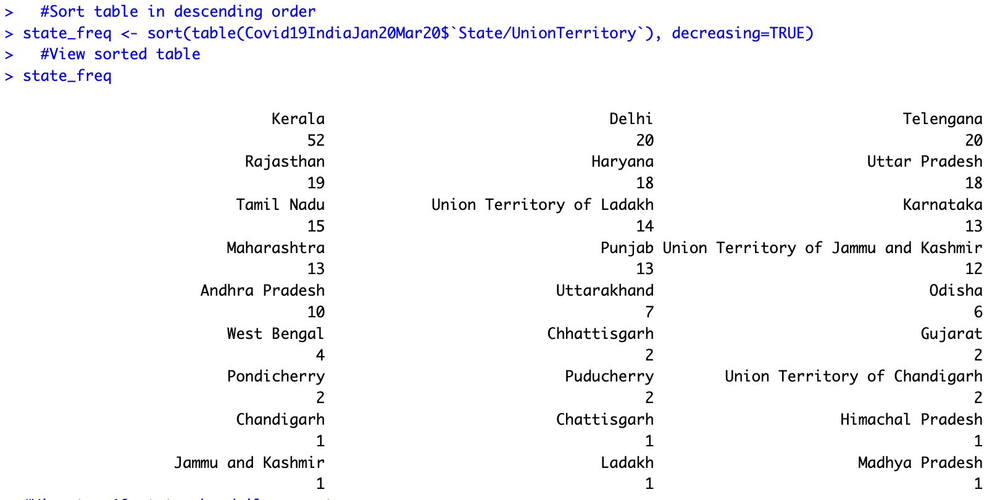 >   #Sort table in descending order
> state_freq <- sort(table(Covid19IndiaJan20Mar20$`State/UnionTerritory`), decreasing=TRUE)
>   #View sorted table
> state_freq
Kerala Delhi Telengana
52 20 20
Rajasthan Haryana Uttar Pradesh
19 18 18
Tamil Nadu Union Territory of Ladakh Karnataka
15 14 13
Maharashtra Punjab Union Territory of Jammu and Kashmir
13 13 12
Andhra Pradesh Uttarakhand Odisha
10 7 6
West Bengal Chhattisgarh Gujarat
4 2 2
Pondicherry Puducherry Union Territory of Chandigarh
2 2 2
Chandigarh Chattisgarh Himachal Pradesh
1 1 1
Jammu and Kashmir Ladakh Madhya Pradesh
1 1 1